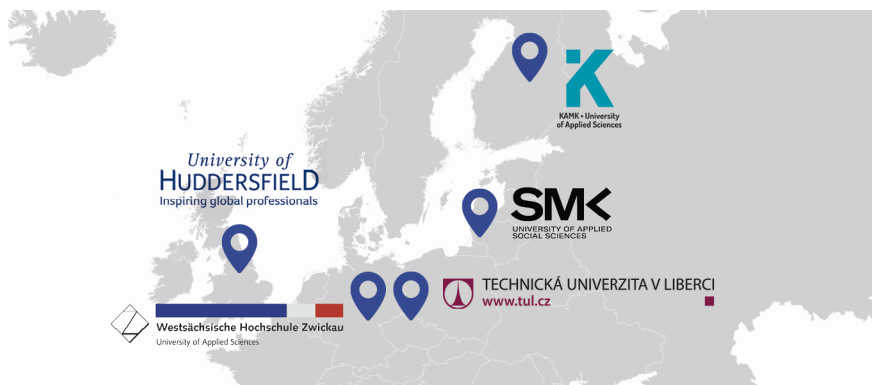 KAMK • University
of Applied Sciences
University of
HUDDERSFIELD
Inspiring global professionals
SMK
UNIVERSITY OF APPLIED
SOCIAL SCIENCES
TECHNICKÁ UNIVERZITA V LIBERCI
www.tul.cz
Westsächsische Hochschule Zwickau
University of Applied Sciences